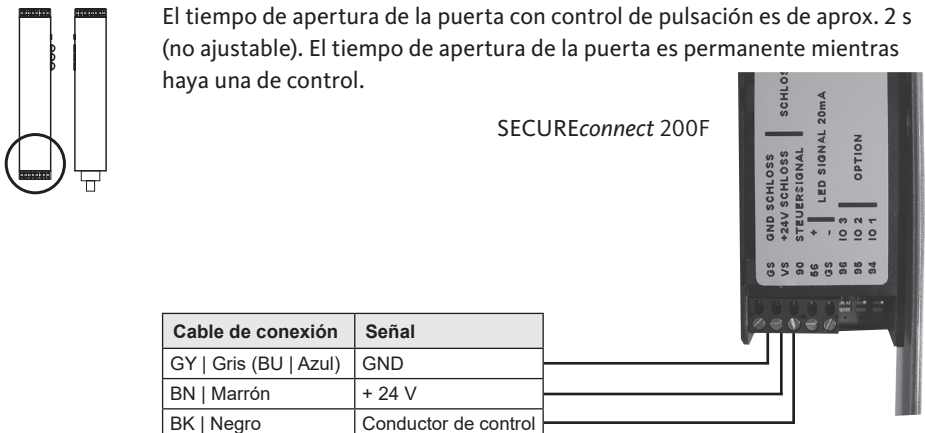 El tiempo de apertura de la puerta con control de pulsación es de aprox. 2 s
(no ajustable). El tiempo de apertura de la puerta es permanente mientras
haya una de control.
SECUREconnect 200F
SCHLOS
GND SCHLOSS
+24V SCHLOSS
STEUERSIGNAL
+ LED SIGNAL 20mA
-
IO 3
IO 2 OPTION
IO 1
GS
VS
90
56
GS
96
95
94
Cable de conexión Señal
GY | Gris (BU | Azul) GND
BN | Marrón + 24 V
BK | Negro Conductor de control